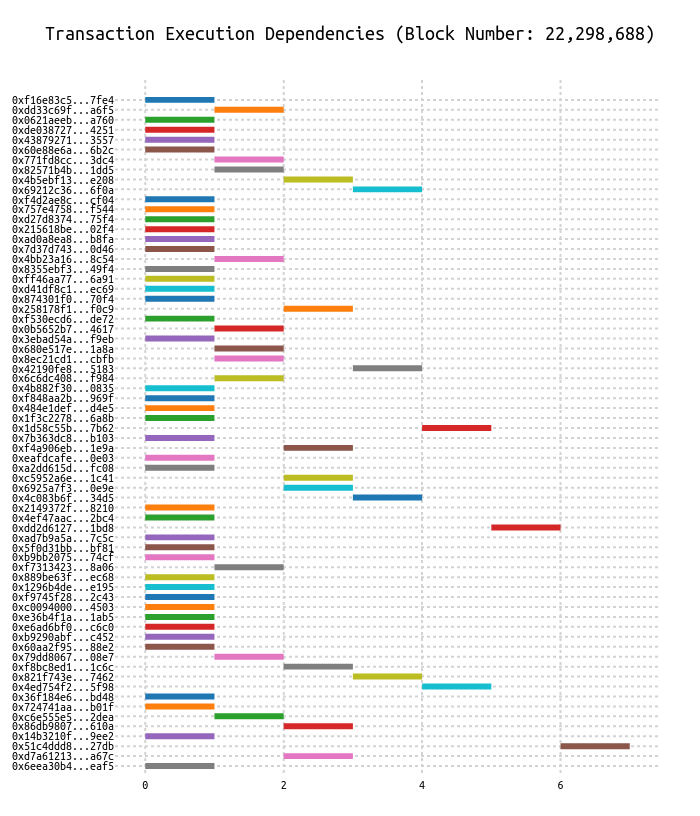 Transaction Execution Dependencies (Block Number: 22,298,688)
0xf16e83c5...7fe4
0xdd33c69f...a6f5
0x0621aeeb...a760
0xde038727...4251
0x43879271...3557
0x60e88e6a...6b2c
0x771fd8cc...3dc4
0x82571b4b...1dd5
0x4b5ebf13...e208
0x69212c36...6f0a
0xf4d2ae8c...cf04
0x757e4758...f544
0xd27d8374...75f4
0x215618be...02f4
0xad0a8ea8...b8fa
0x7d37d743...0d46
0x4bb23a16...8c54
0x8355ebf3...49f4
0xff46aa77...6a91
0xd41df8c1...ec69
0x874301f0...70f4
0x258178f1...f0c9
0xf530ecd6...de72
0x0b5652b7...4617
0x3ebad54a...f9eb
0x680e517e...1a8a
0x8ec21cd1...cbfb
0x42190fe8...5183
0x6c6dc408...f984
0x4b882f30...0835
0xf848aa2b...969f
0x484e1def...d4e5
0x1f3c2278...6a8b
0x1d58c55b...7b62
0x7b363dc8...b103
0xf4a906eb...1e9a
0xeafdcafe...0e03
0xa2dd615d...fc08
0xc5952a6e...1c41
0x6925a7f3...0e9e
0x4c083b6f...34d5
0x2149372f...8210
0x4ef47aac...2bc4
0xdd2d6127...1bd8
0xad7b9a5a...7c5c
0x5f0d31bb...bf81
0xb9bb2075...74cf
0xf7313423...8a06
0x889be63f...ec68
0x1296b4de...e195
0xf9745f28...2c43
0xc0094000...4503
0xe36b4f1a...1ab5
0xe6ad6bf0...c6c0
0xb9290abf...c452
0x60aa2f95...88e2
0x79dd8067...08e7
0xf8bc8ed1...1c6c
0x821f743e...7462
0x4ed754f2...5f98
0x36f184e6...bd48
0x724741aa...b01f
0xc6e555e5...2dea
0x86db9807...610a
0x14b3210f...9ee2
0x51c4ddd8...27db
0xd7a61213...a67c
0x6eea30b4...eaf5
0 2 4 6